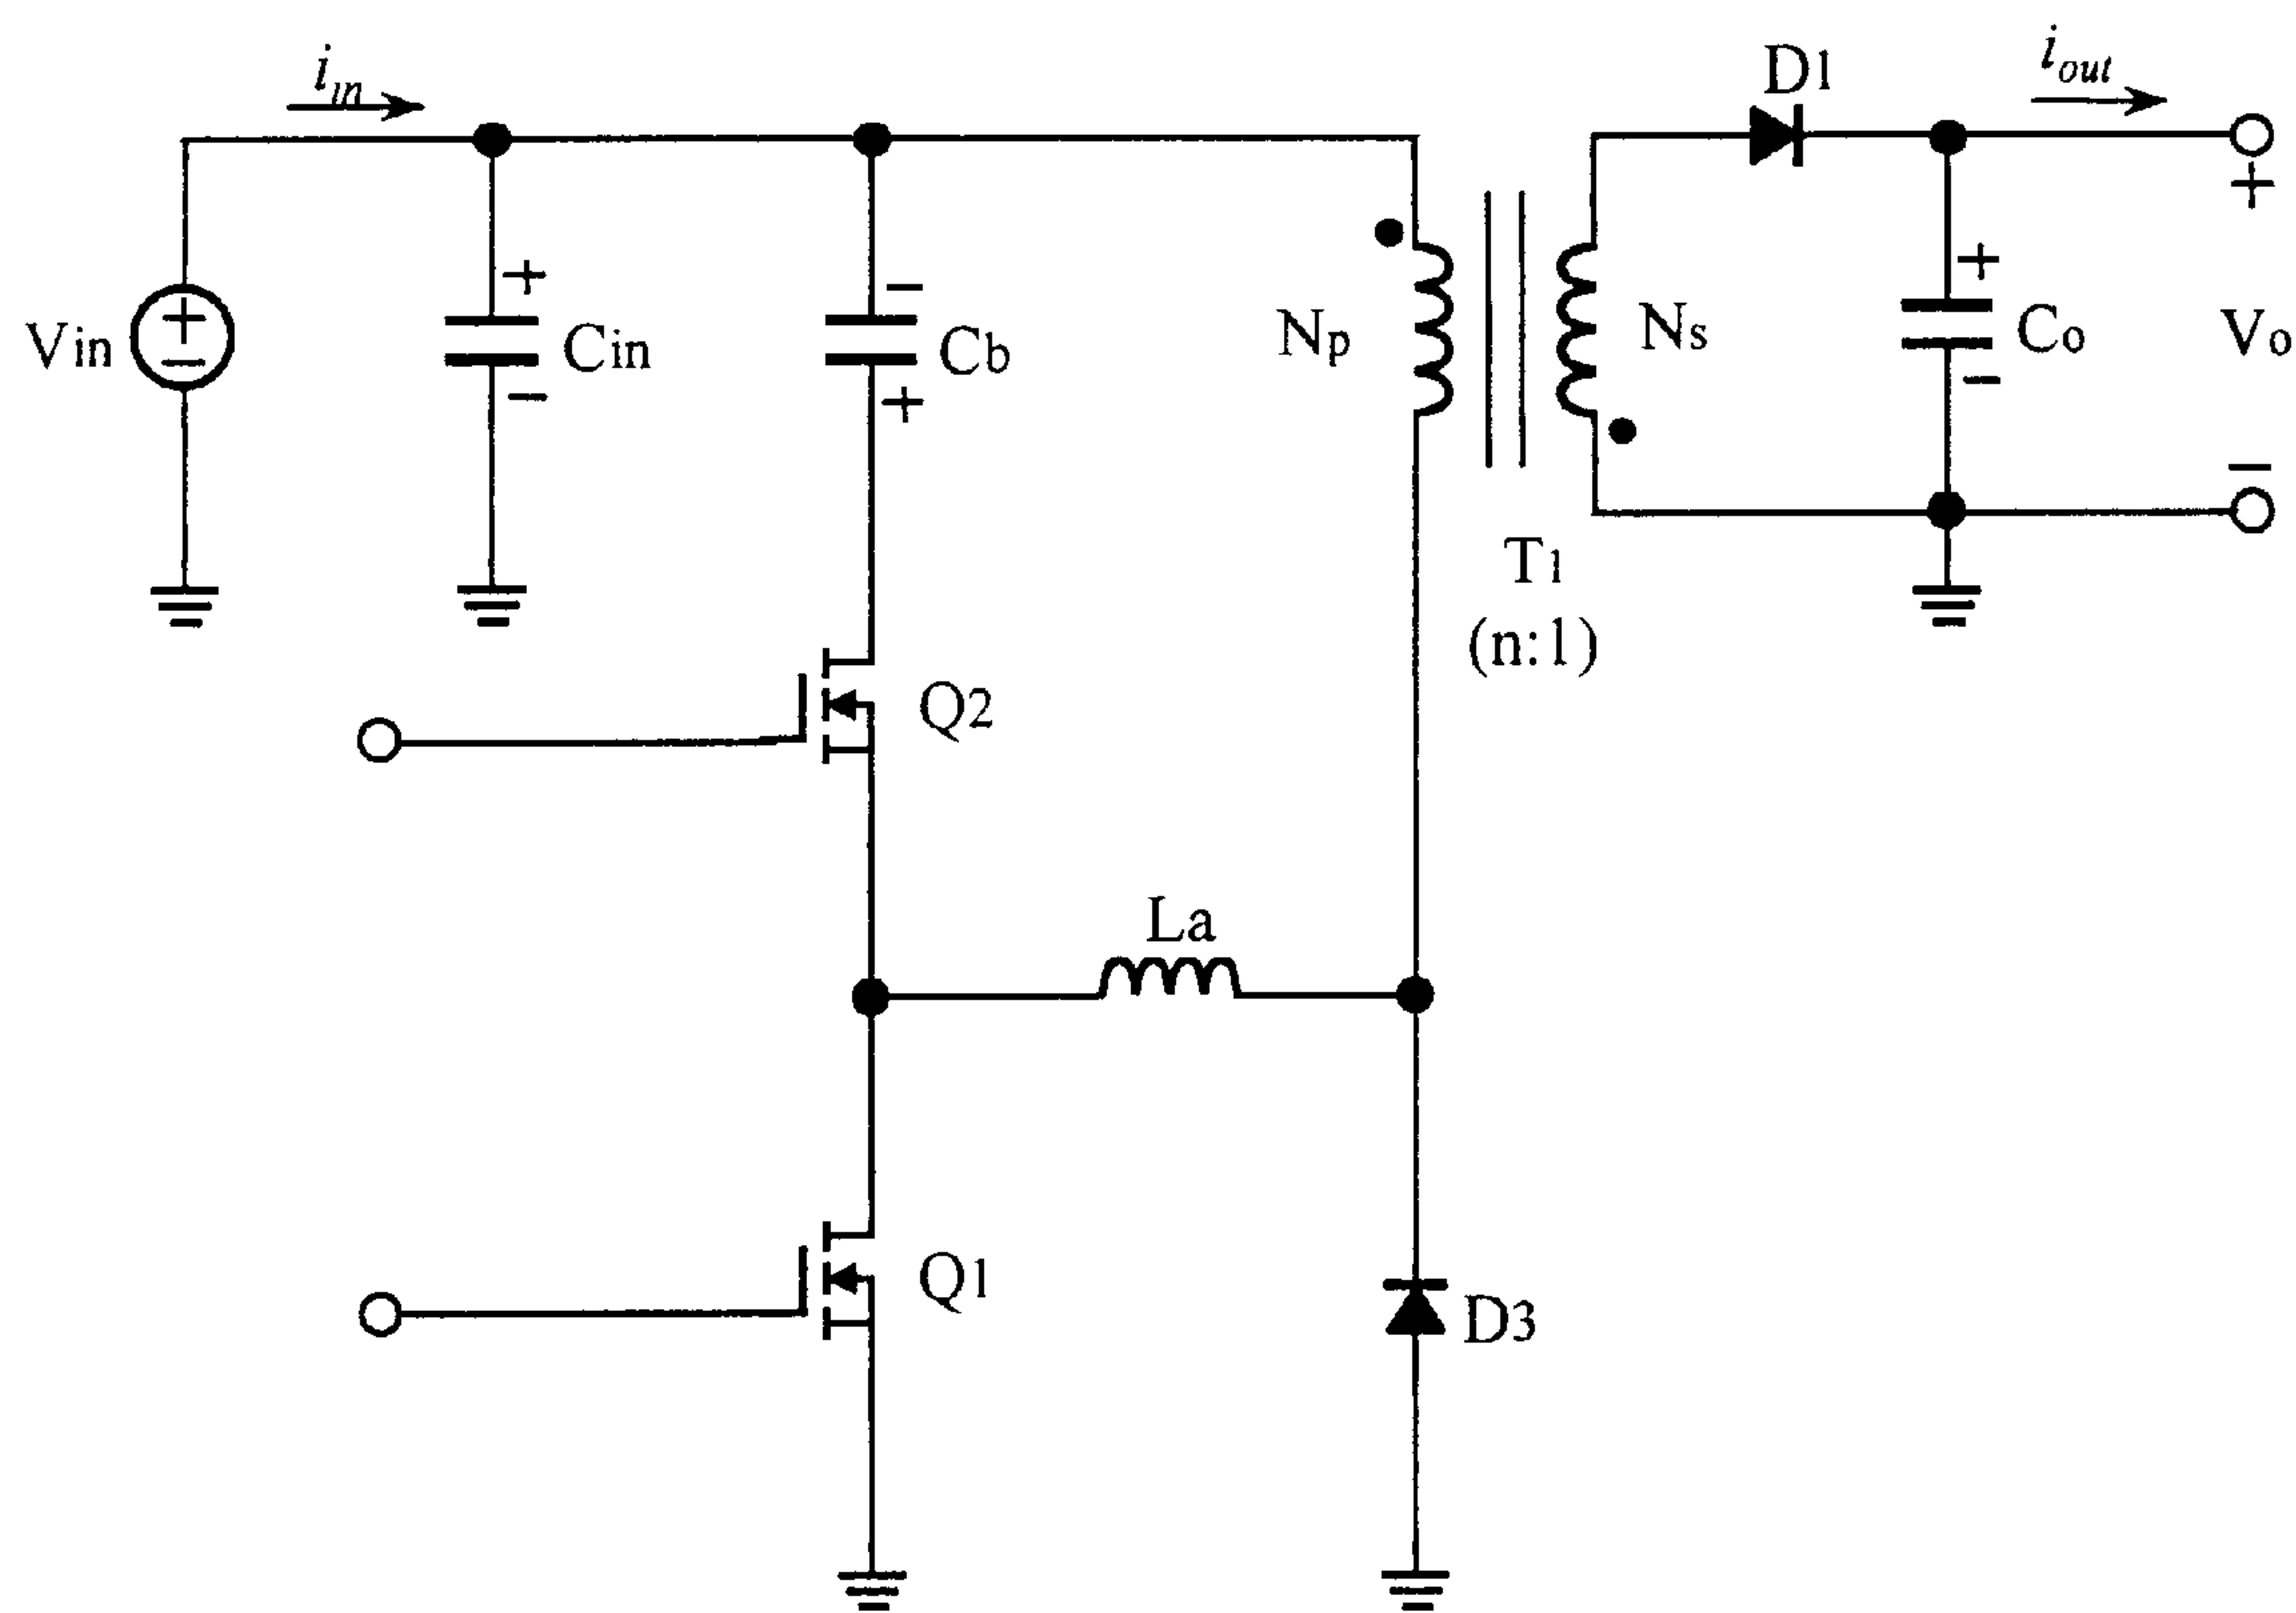 i_in
D1
i_out
+
Vin
+
−
+
Cin
−
−
Cb
+
Np
Ns
+
Co
−
+
Vo
−
T1
(n:1)
Q2
La
Q1
D3